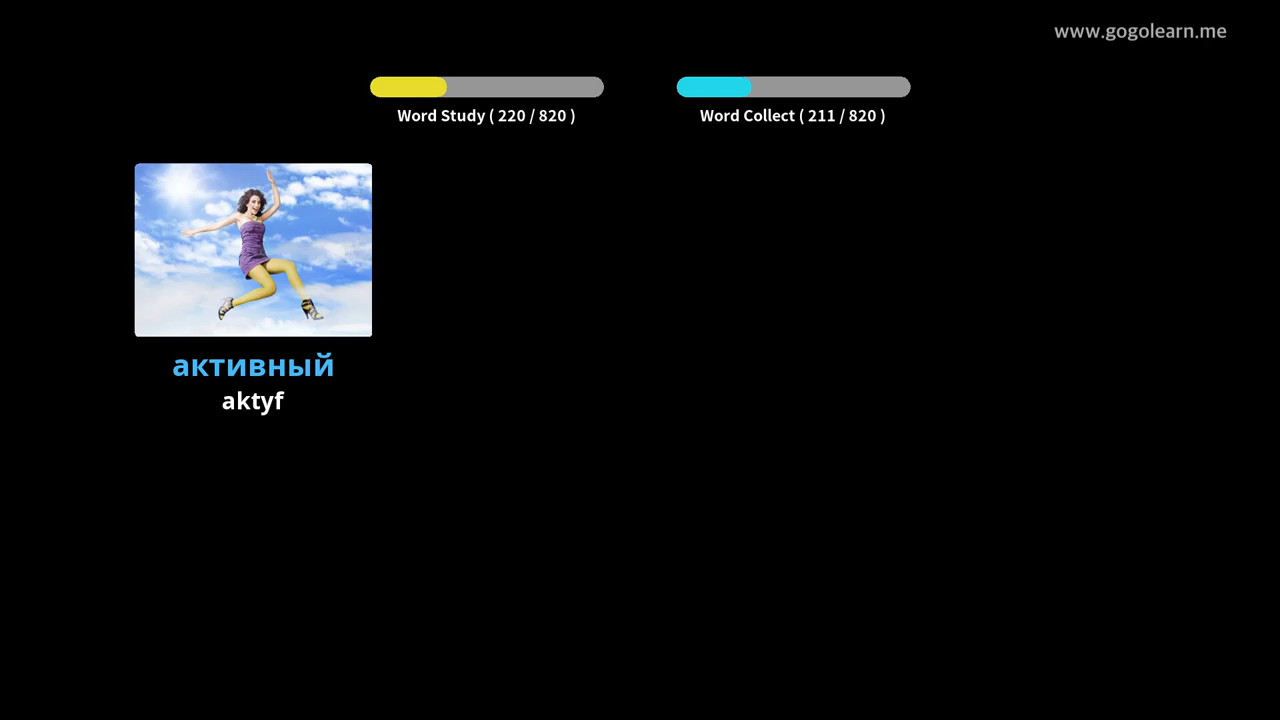 www.gogolearn.me
Word Study ( 220 / 820 )
Word Collect ( 211 / 820 )
активный
aktyf